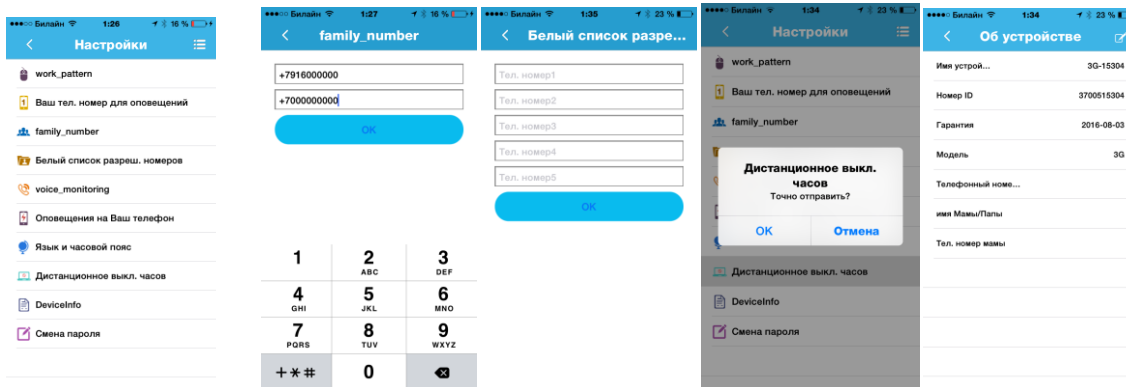 ●●●○○ Билайн 1:26 16 %
Настройки
work_pattern
Ваш тел. номер для оповещений
family_number
Белый список разреш. номеров
voice_monitoring
Оповещения на Ваш телефон
Язык и часовой пояс
Дистанционное выкл. часов
DeviceInfo
Смена пароля
●●●○○ Билайн 1:27 16 %
family_number
+7916000000
+7000000000
OK
1
2 ABC
3 DEF
4 GHI
5 JKL
6 MNO
7 PQRS
8 TUV
9 WXYZ
+*#
0
●●●●○ Билайн 1:35 23 %
Белый список разре...
Тел. номер1
Тел. номер2
Тел. номер3
Тел. номер4
Тел. номер5
OK
●●●●○ Билайн 1:34 23 %
Настройки
work_pattern
Ваш тел. номер для оповещений
family_number
Дистанционное выкл.
часов
Точно отправить?
OK Отмена
Дистанционное выкл. часов
DeviceInfo
Смена пароля
●●●●○ Билайн 1:34 23 %
Об устройстве
Имя устрой... 3G-15304
Номер ID 3700515304
Гарантия 2016-08-03
Модель 3G
Телефонный номе...
имя Мамы/Папы
Тел. номер мамы